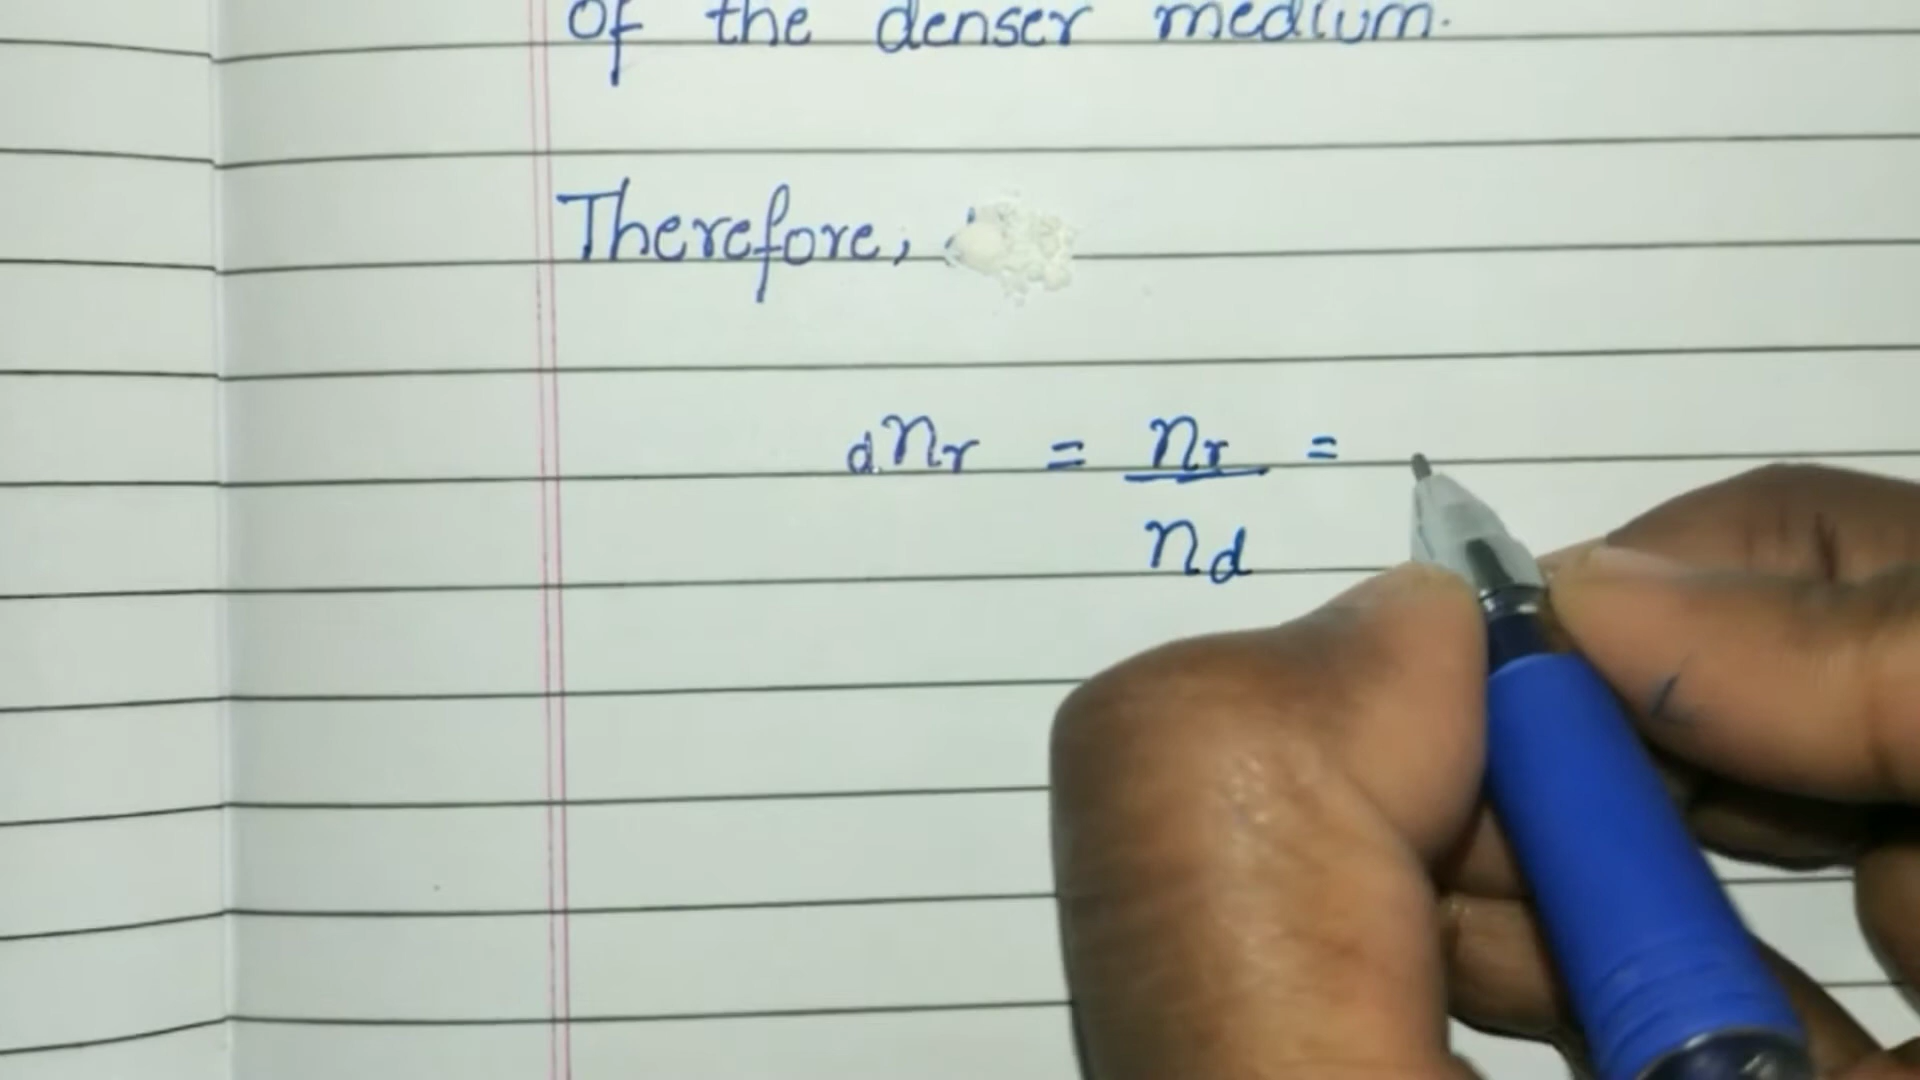 of the denser medium.
Therefore,
dnr = nr =
nd